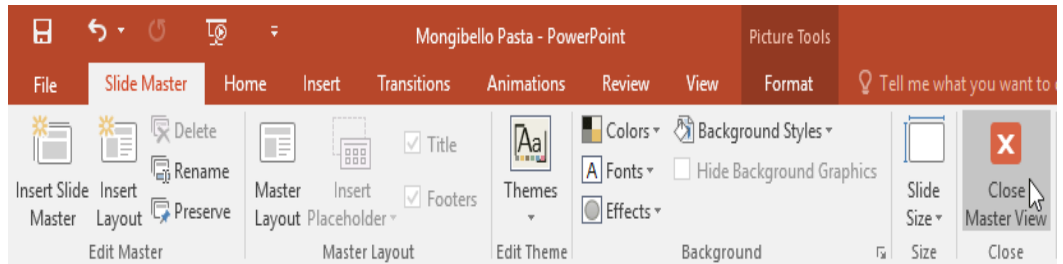 Mongibello Pasta - PowerPoint
Picture Tools
File
Slide Master
Home
Insert
Transitions
Animations
Review
View
Format
Tell me what you want to
Insert Slide
Master
Insert
Layout
Delete
Rename
Preserve
Edit Master
Master
Layout
Insert
Placeholder
Title
Footers
Master Layout
Aa
Themes
Edit Theme
Colors
A Fonts
Effects
Background Styles
Hide Background Graphics
Background
Slide
Size
Size
X
Close
Master View
Close